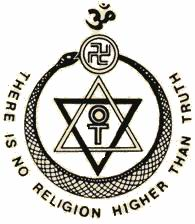 ॐ
THERE IS NO RELIGION HIGHER THAN TRUTH